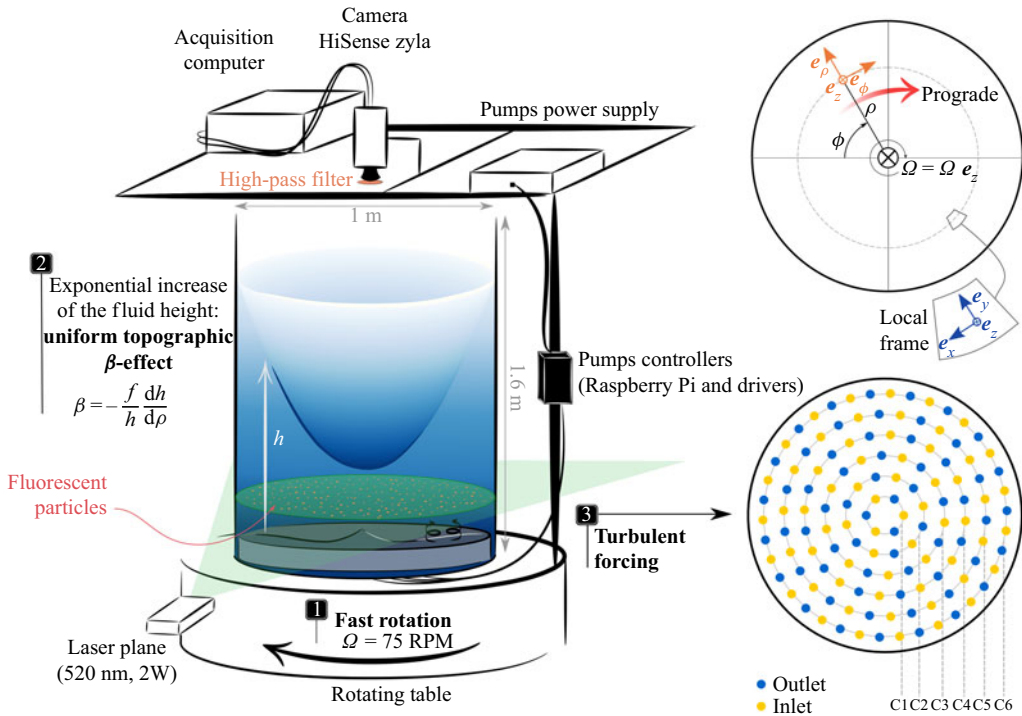 Camera
HiSense zyla
Acquisition
computer
Pumps power supply
High-pass filter
1 m
2
Exponential increase
of the fluid height:
uniform topographic
β-effect
β = – f/h dh/dρ
h
1.6 m
Pumps controllers
(Raspberry Pi and drivers)
Fluorescent
particles
3
Turbulent
forcing
1
Fast rotation
Ω = 75 RPM
Laser plane
(520 nm, 2W)
Rotating table
e_ρ
e_z
e_ϕ
ρ
Prograde
ϕ
Ω = Ω e_z
Local
frame
e_y
e_z
e_x
Outlet
Inlet
C1 C2 C3 C4 C5 C6